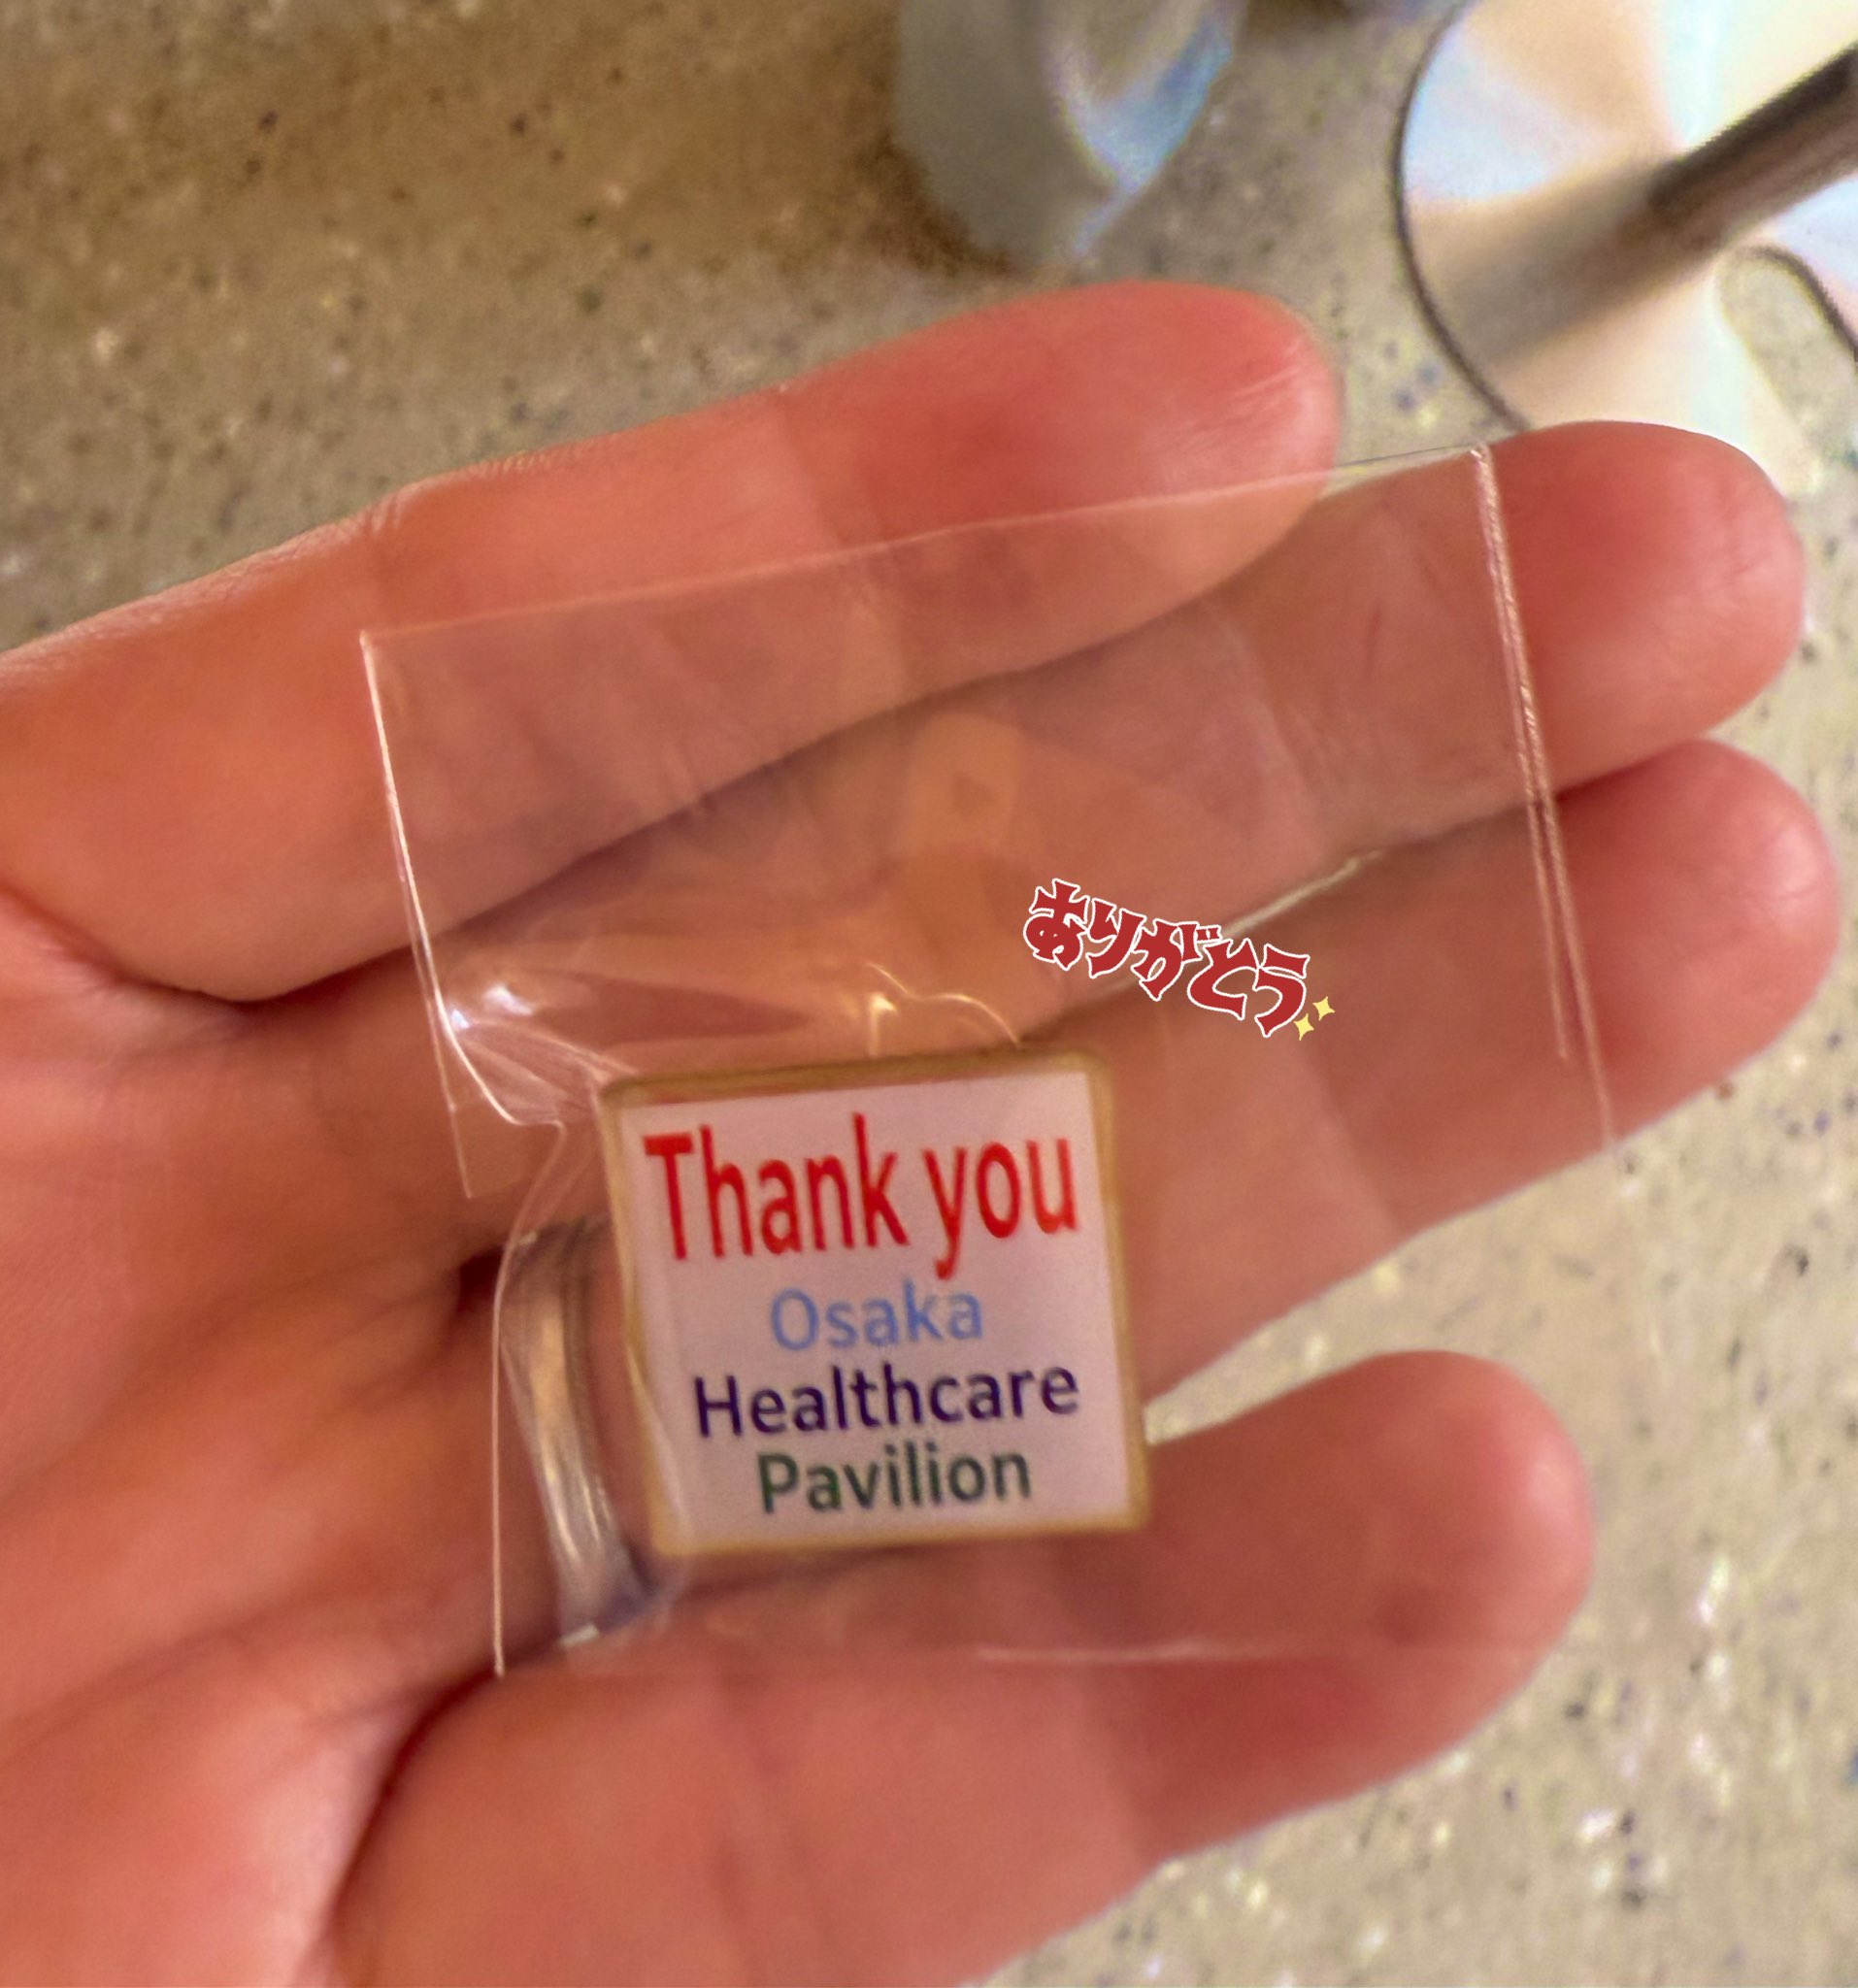 ありがとう
Thank you
Osaka
Healthcare
Pavilion